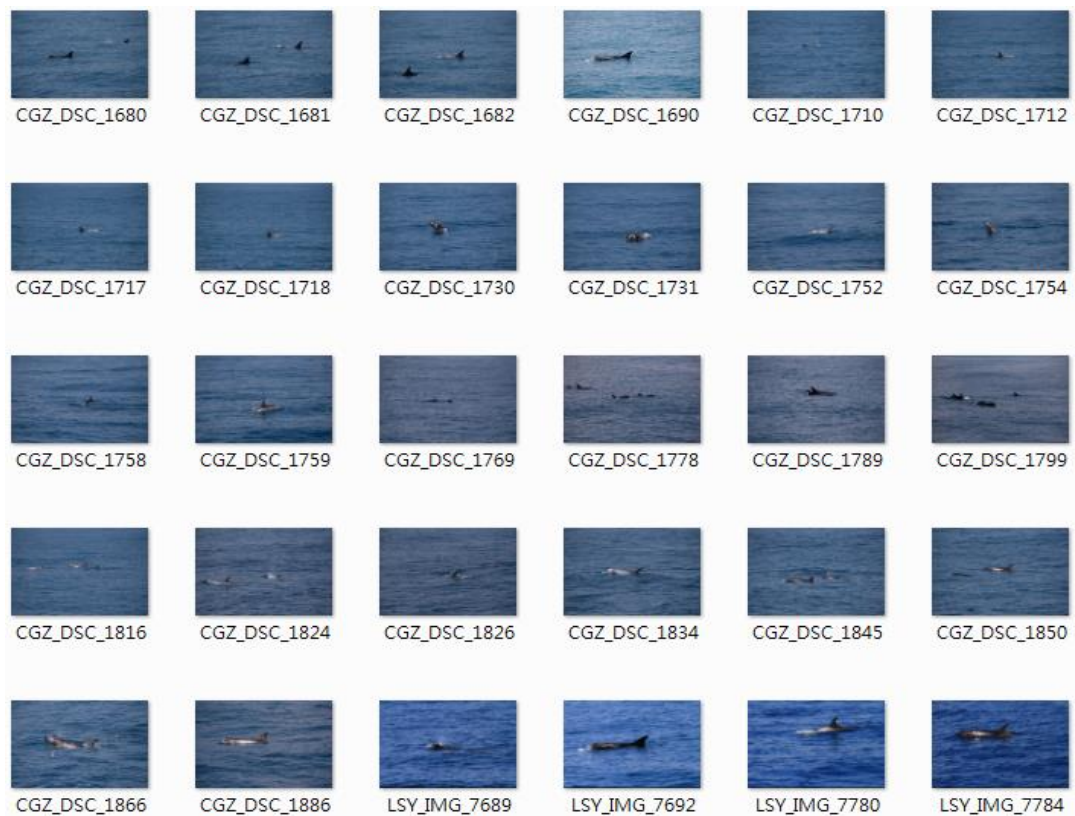 CGZ_DSC_1680 CGZ_DSC_1681 CGZ_DSC_1682 CGZ_DSC_1690 CGZ_DSC_1710 CGZ_DSC_1712
CGZ_DSC_1717 CGZ_DSC_1718 CGZ_DSC_1730 CGZ_DSC_1731 CGZ_DSC_1752 CGZ_DSC_1754
CGZ_DSC_1758 CGZ_DSC_1759 CGZ_DSC_1769 CGZ_DSC_1778 CGZ_DSC_1789 CGZ_DSC_1799
CGZ_DSC_1816 CGZ_DSC_1824 CGZ_DSC_1826 CGZ_DSC_1834 CGZ_DSC_1845 CGZ_DSC_1850
CGZ_DSC_1866 CGZ_DSC_1886 LSY_IMG_7689 LSY_IMG_7692 LSY_IMG_7780 LSY_IMG_7784